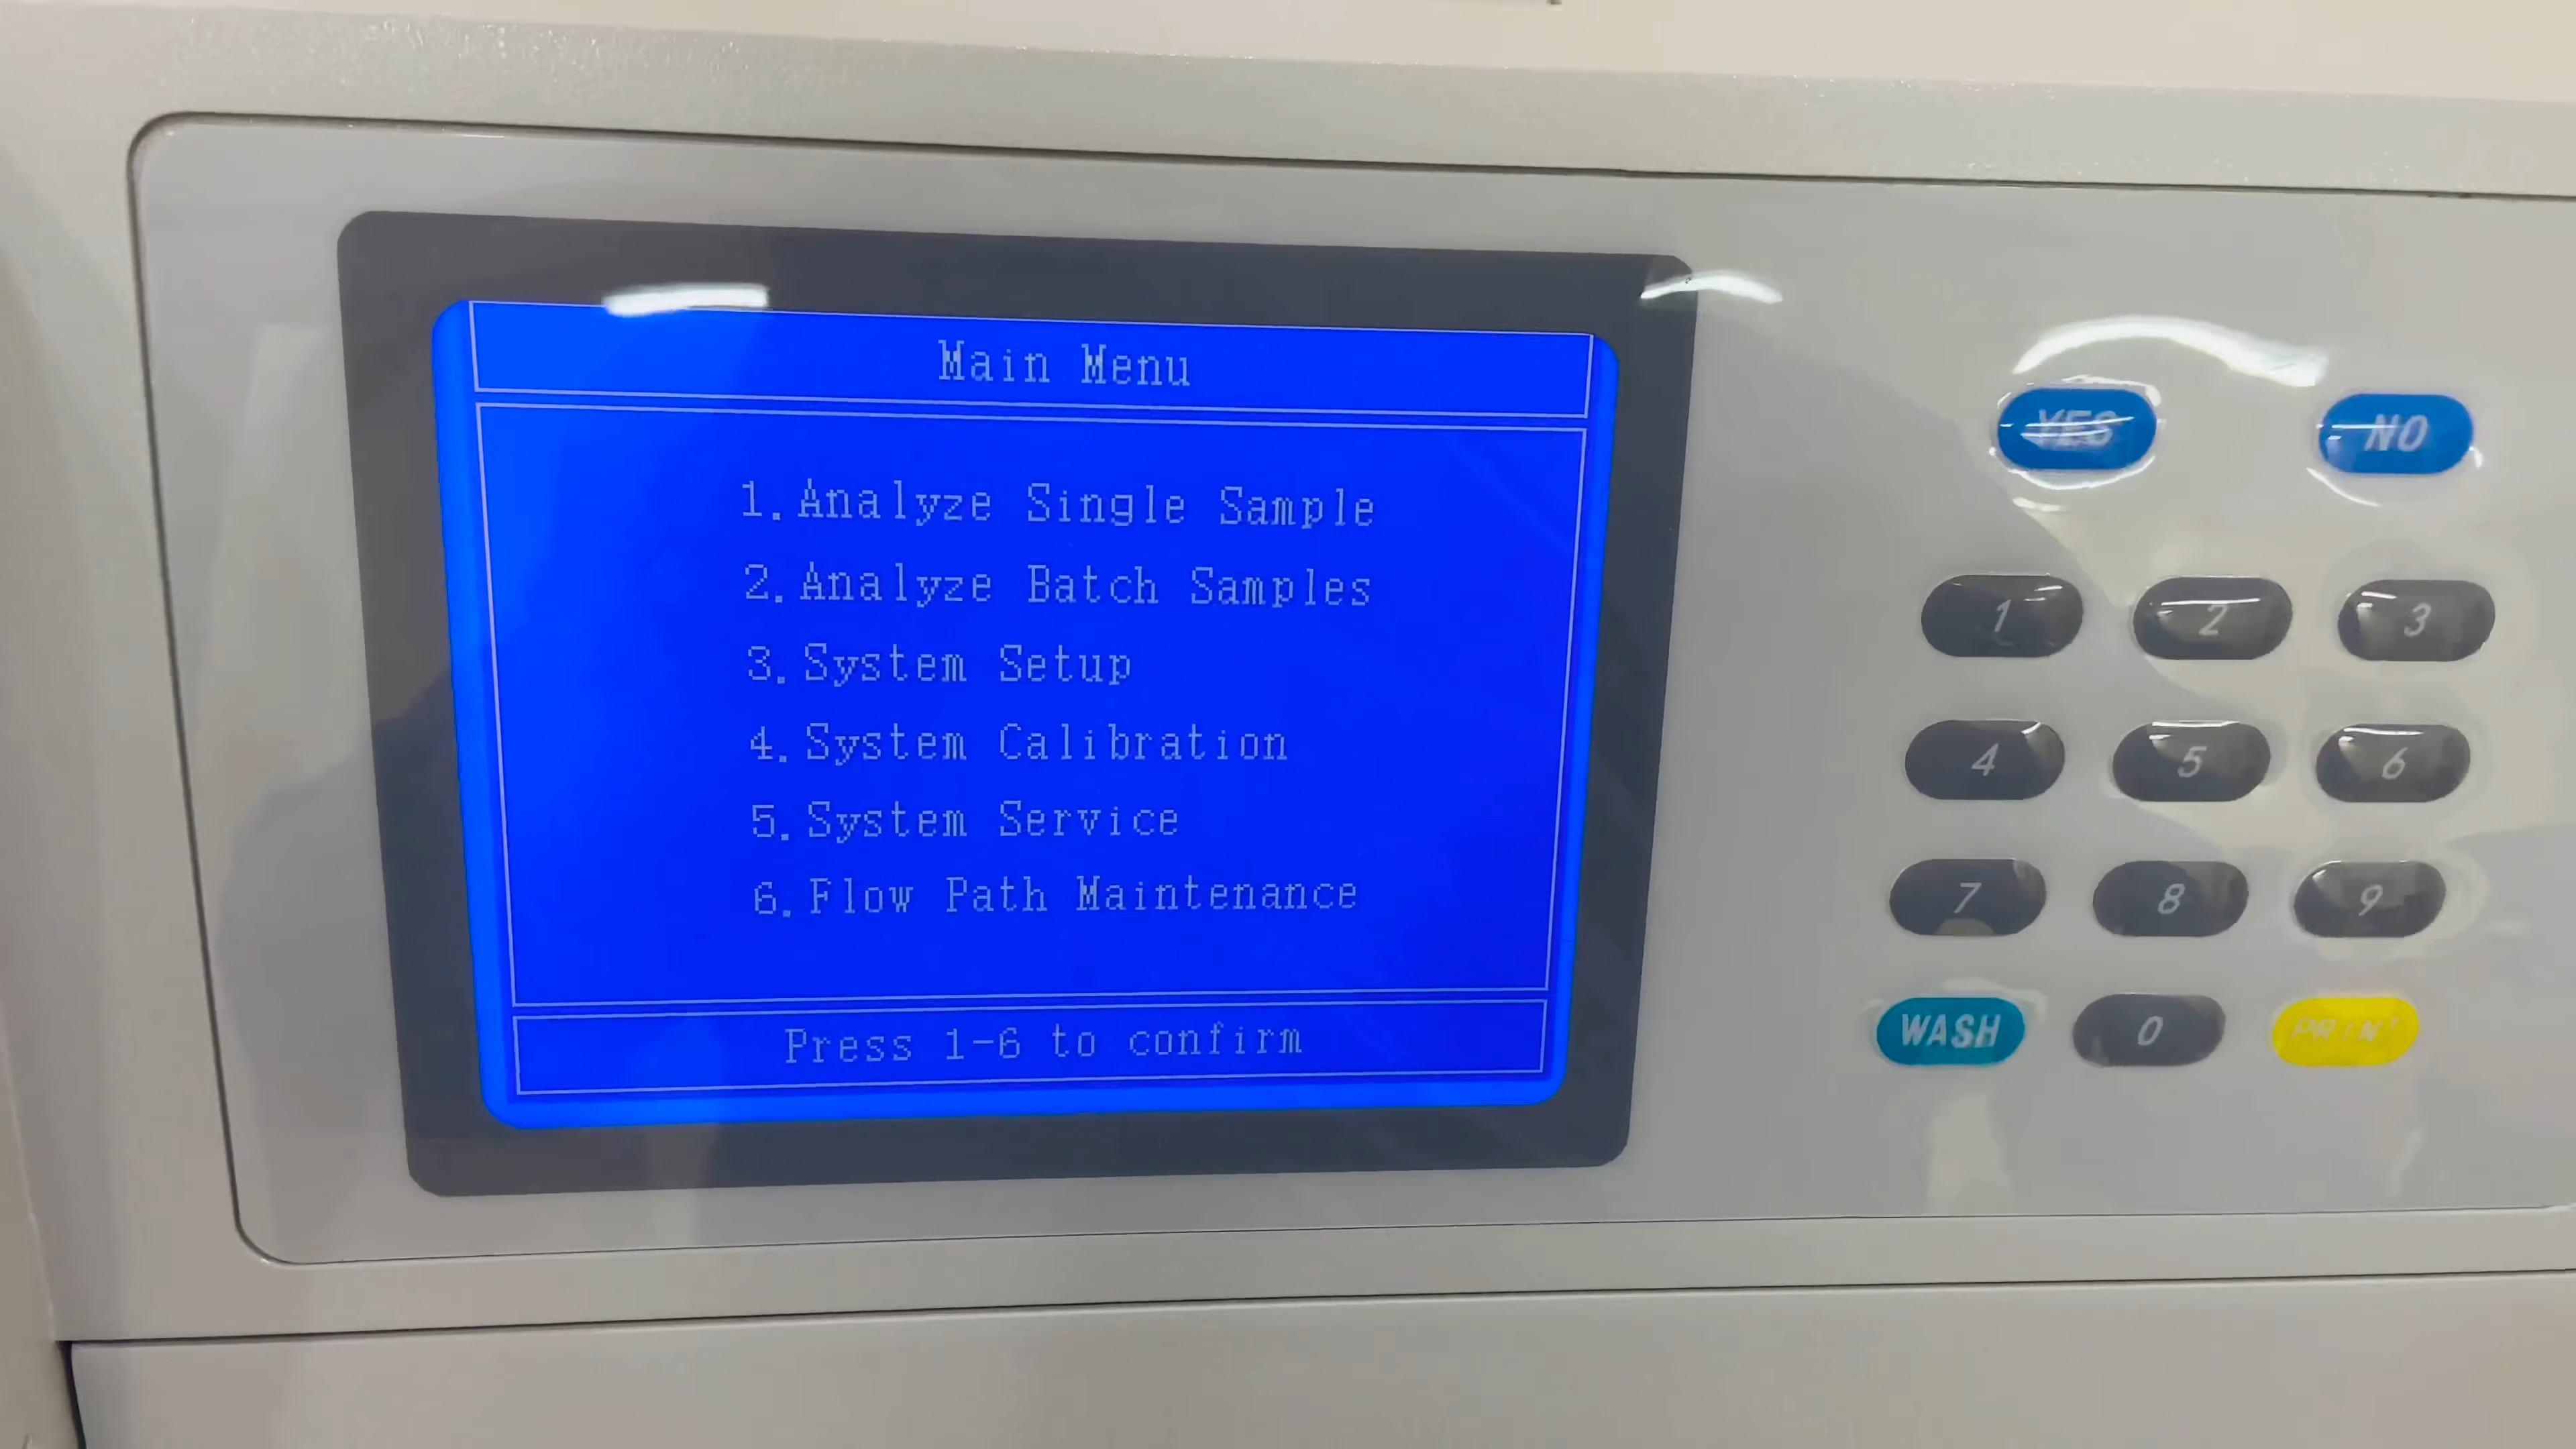 Main Menu
1. Analyze Single Sample
2. Analyze Batch Samples
3. System Setup
4. System Calibration
5. System Service
6. Flow Path Maintenance
Press 1-6 to confirm
YES NO
1 2 3
4 5 6
7 8 9
WASH 0 PRINT